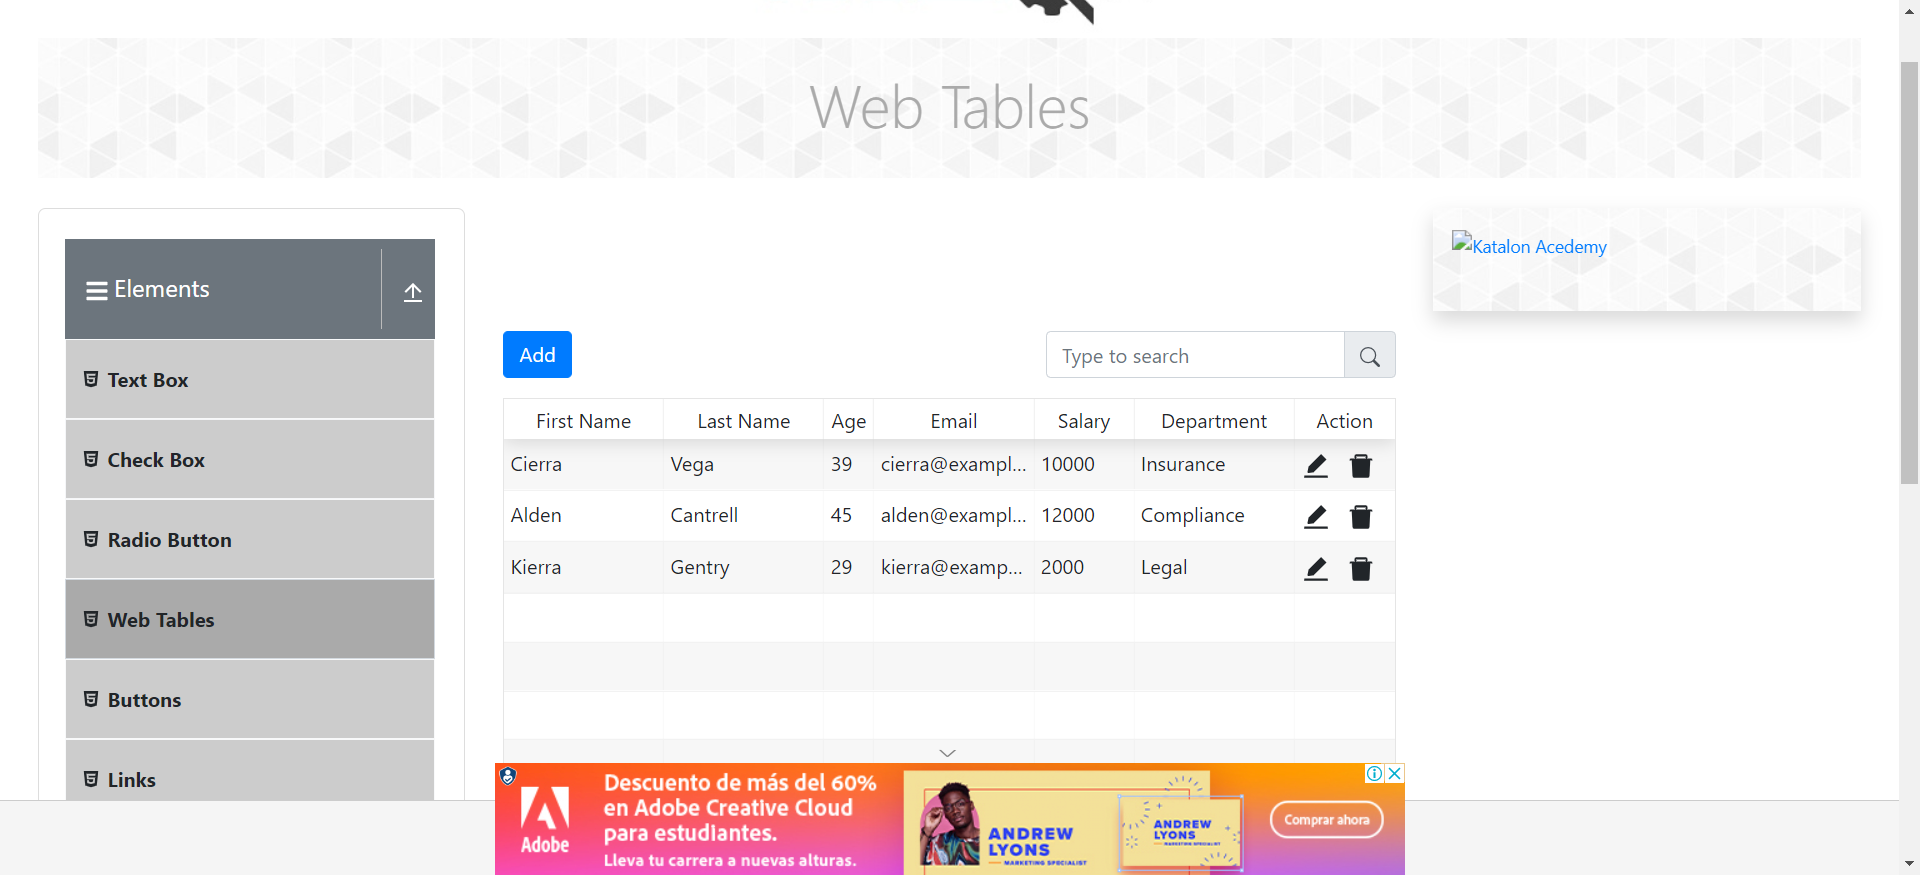 Web Tables
Elements
Text Box
Check Box
Radio Button
Web Tables
Buttons
Links
Add
Type to search
First Name Last Name Age Email Salary Department Action
Cierra Vega 39 cierra@exampl... 10000 Insurance
Alden Cantrell 45 alden@exampl... 12000 Compliance
Kierra Gentry 29 kierra@examp... 2000 Legal
Katalon Acedemy
Adobe
Descuento de más del 60%
en Adobe Creative Cloud
para estudiantes.
Lleva tu carrera a nuevas alturas.
ANDREW
LYONS
MARKETING SPECIALIST
ANDREW
LYONS
MARKETING SPECIALIST
Comprar ahora